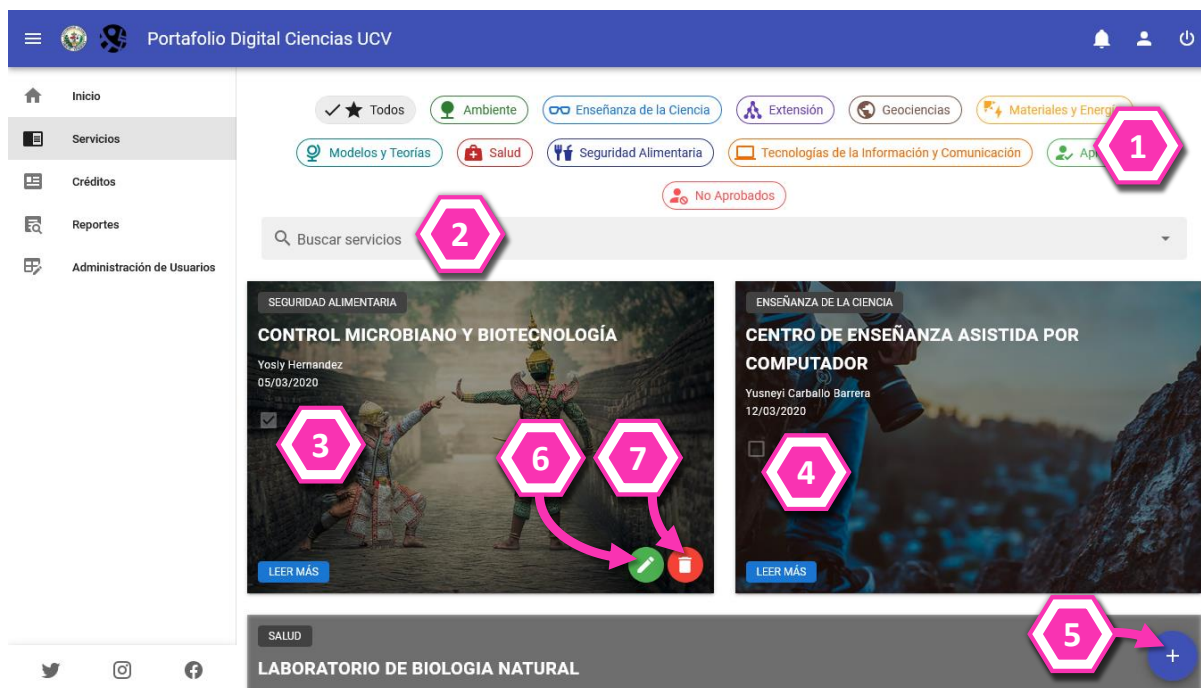 Portafolio Digital Ciencias UCV
Inicio
Servicios
Créditos
Reportes
Administración de Usuarios
Todos Ambiente Enseñanza de la Ciencia Extensión Geociencias Materiales y
1
Modelos y Teorías Salud Seguridad Alimentaria Tecnologías de la Información y Comunicación
No Aprobados
2
Buscar servicios
SEGURIDAD ALIMENTARIA
CONTROL MICROBIANO Y BIOTECNOLOGÍA
Yosly Hernandez
05/03/2020
3
6
7
LEER MÁS
ENSEÑANZA DE LA CIENCIA
CENTRO DE ENSEÑANZA ASISTIDA POR
COMPUTADOR
Yusneyi Carballo Barrera
12/03/2020
4
LEER MÁS
5
SALUD
LABORATORIO DE BIOLOGIA NATURAL